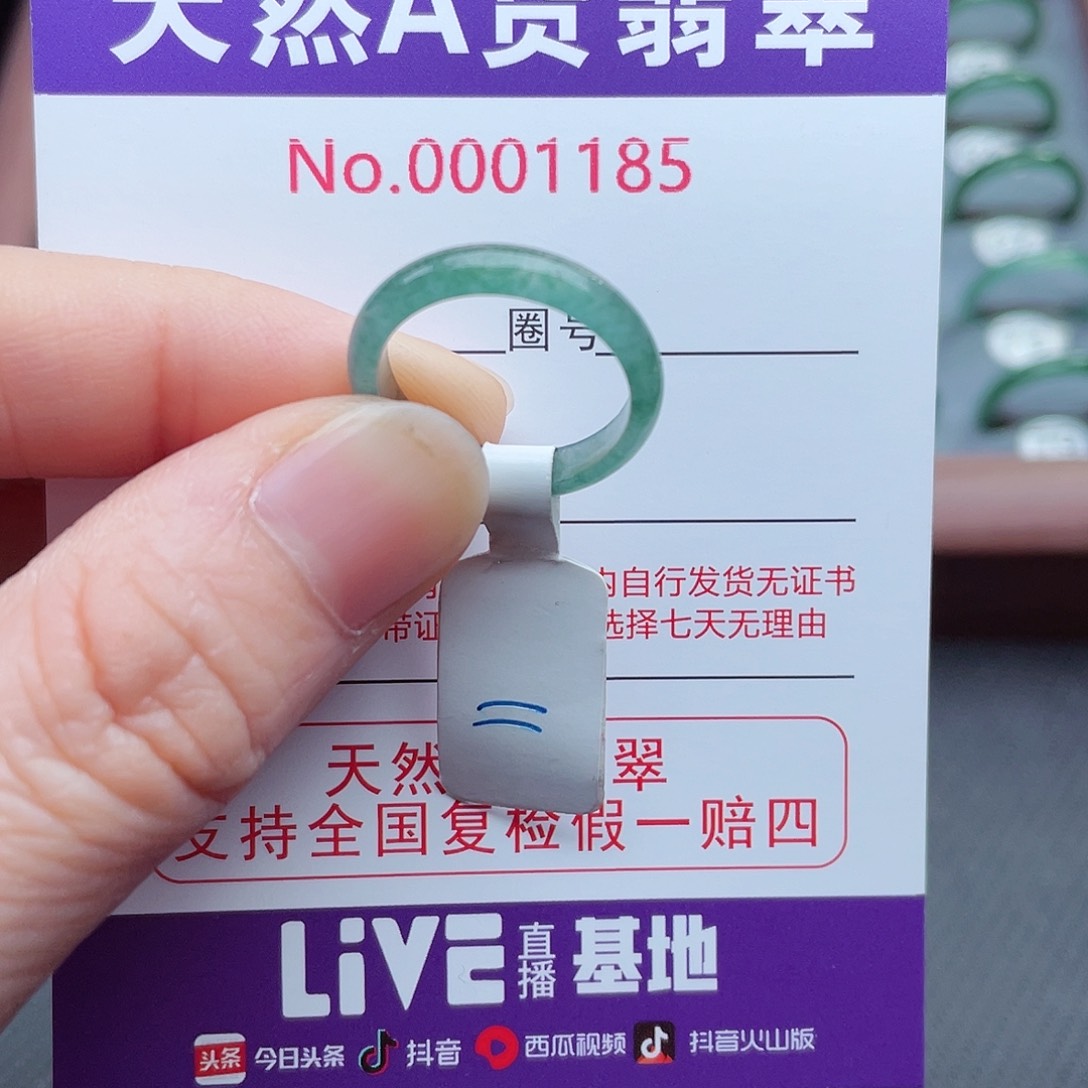 天然A货翡翠
No.0001185
圈号
内自行发货无证书
带证 选择七天无理由
天然 翠
支持全国复检假一赔四
LiVE 直播 基地
头条 今日头条 抖音 西瓜视频 抖音火山版